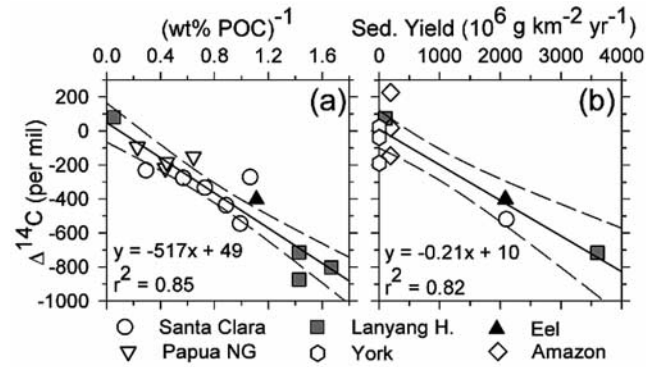 (wt% POC)⁻¹
Sed. Yield (10⁶ g km⁻² yr⁻¹)
0.0 0.4 0.8 1.2 1.6
0 1000 2000 3000 4000
200
0
-200
-400
-600
-800
-1000
Δ¹⁴C (per mil)
(a)
(b)
y = -517x + 49
r² = 0.85
y = -0.21x + 10
r² = 0.82
Santa Clara
Lanyang H.
Eel
Papua NG
York
Amazon